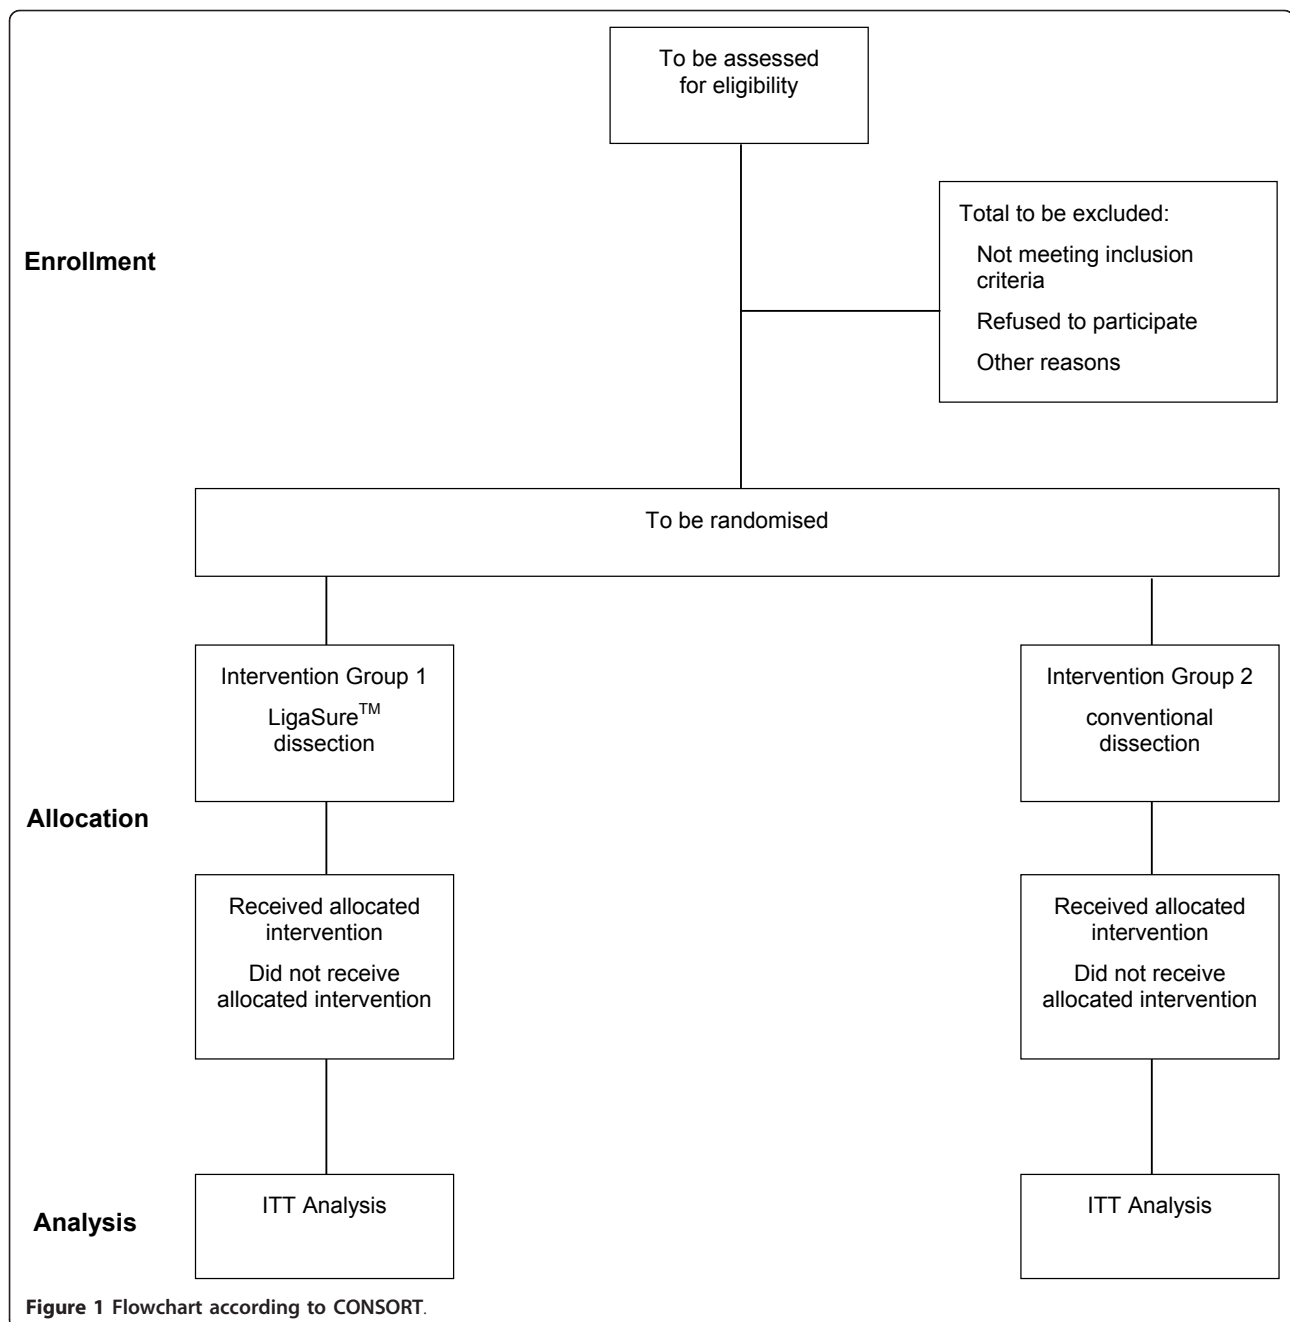 To be assessed
for eligibility
Total to be excluded:
Not meeting inclusion
criteria
Refused to participate
Other reasons
Enrollment
To be randomised
Intervention Group 1
LigaSure™
dissection
Intervention Group 2
conventional
dissection
Allocation
Received allocated
intervention
Did not receive
allocated intervention
Received allocated
intervention
Did not receive
allocated intervention
ITT Analysis
ITT Analysis
Analysis
Figure 1 Flowchart according to CONSORT.